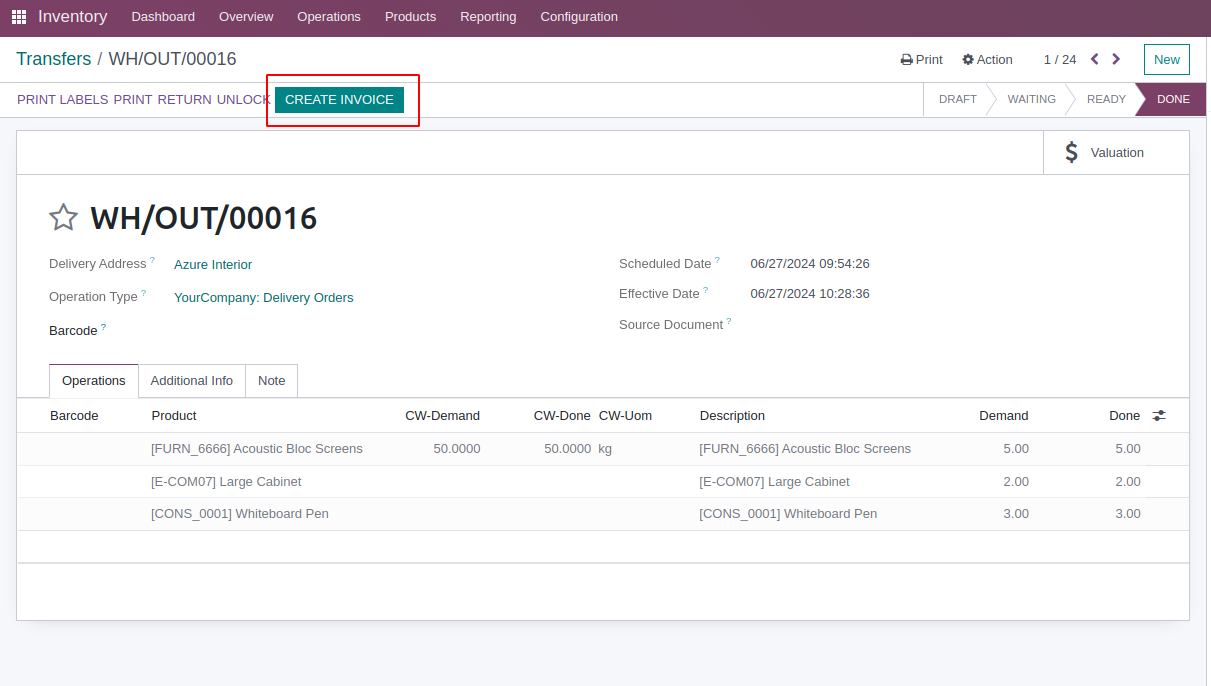 Inventory Dashboard Overview Operations Products Reporting Configuration
Transfers / WH/OUT/00016 Print Action 1 / 24 New
PRINT LABELS PRINT RETURN UNLOCK CREATE INVOICE DRAFT WAITING READY DONE
$ Valuation
WH/OUT/00016
Delivery Address ? Azure Interior Scheduled Date ? 06/27/2024 09:54:26
Operation Type ? YourCompany: Delivery Orders Effective Date ? 06/27/2024 10:28:36
Barcode ? Source Document ?
Operations Additional Info Note
Barcode Product CW-Demand CW-Done CW-Uom Description Demand Done
[FURN_6666] Acoustic Bloc Screens 50.0000 50.0000 kg [FURN_6666] Acoustic Bloc Screens 5.00 5.00
[E-COM07] Large Cabinet [E-COM07] Large Cabinet 2.00 2.00
[CONS_0001] Whiteboard Pen [CONS_0001] Whiteboard Pen 3.00 3.00